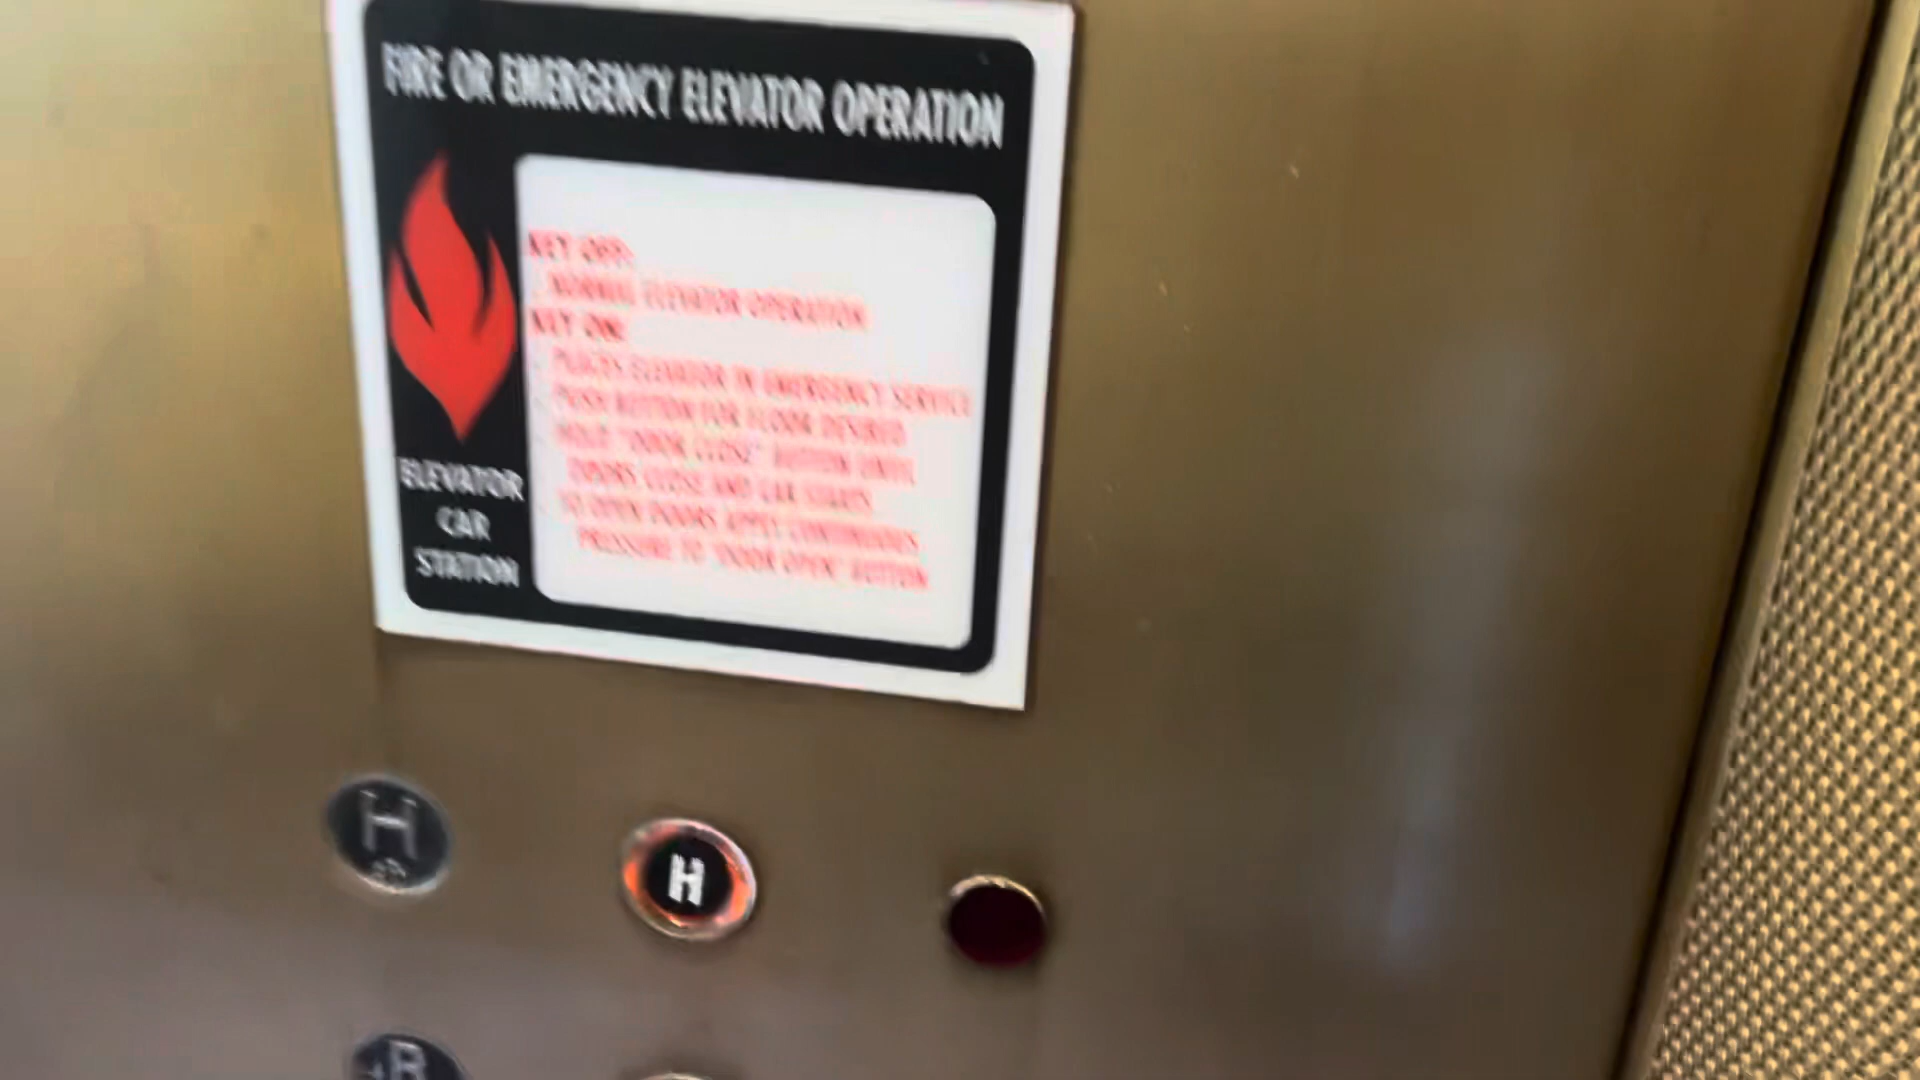 FIRE OR EMERGENCY ELEVATOR OPERATION
KEY OFF:
NORMAL ELEVATOR OPERATION
KEY ON:
PLACES ELEVATOR IN EMERGENCY SERVICE
PUSH BUTTON FOR FLOOR DESIRED
HOLD "DOOR CLOSE" BUTTON UNTIL
DOORS CLOSE AND CAR STARTS
TO OPEN DOORS APPLY CONTINUOUS
PRESSURE TO "DOOR OPEN" BUTTON
ELEVATOR
CAR
STATION
H
H
R